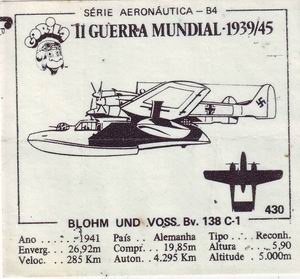 SÉRIE AERONÁUTICA - B4
II GUERRA MUNDIAL - 1939/45
430
BLOHM UND VOSS Bv. 138 C-1
Ano . . . . . 1941 País . . Alemanha Tipo . . Reconh.
Enverg. . . 26,92m Compr. . . 19,85m Altura . . . . 5,90
Veloc. . . . 285 Km Auton. . 4.295 Km Altitude . 5.000m